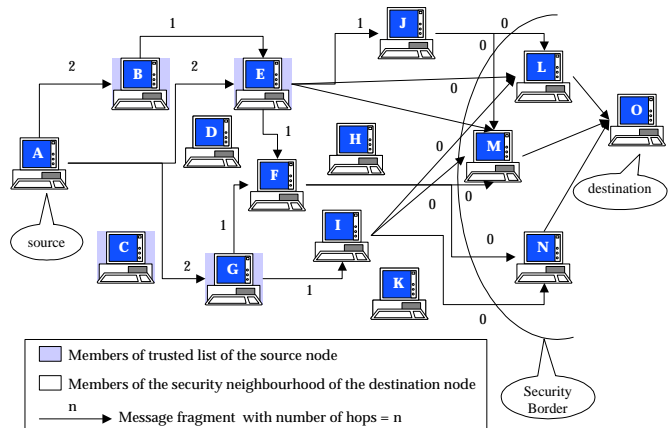 1
J
1
0
0
B
E
L
2
2
0
O
0
D
1
H
0
M
A
F
destination
0
0
I
1
0
N
source
C
G
2
1
K
0
Members of trusted list of the source node
Members of the security neighbourhood of the destination node
n
Message fragment with number of hops = n
Security
Border